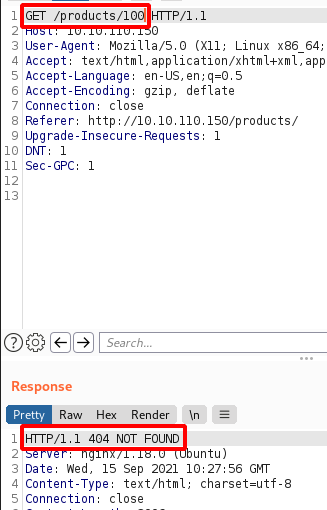 1 GET /products/100 HTTP/1.1
2 Host: 10.10.110.150
3 User-Agent: Mozilla/5.0 (X11; Linux x86_64;
4 Accept: text/html,application/xhtml+xml,app
5 Accept-Language: en-US,en;q=0.5
6 Accept-Encoding: gzip, deflate
7 Connection: close
8 Referer: http://10.10.110.150/products/
9 Upgrade-Insecure-Requests: 1
10 DNT: 1
11 Sec-GPC: 1
12
13
Search...
Response
Pretty Raw Hex Render \n
1 HTTP/1.1 404 NOT FOUND
2 Server: nginx/1.18.0 (Ubuntu)
3 Date: Wed, 15 Sep 2021 10:27:56 GMT
4 Content-Type: text/html; charset=utf-8
5 Connection: close